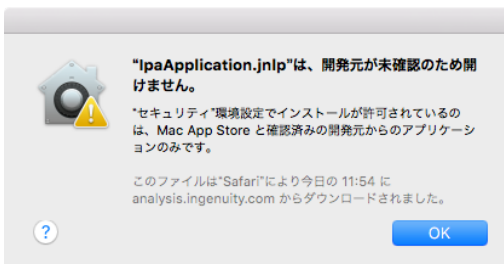 “IpaApplication.jnlp”は、開発元が未確認のため開
けません。
“セキュリティ”環境設定でインストールが許可されているの
は、Mac App Store と確認済みの開発元からのアプリケーシ
ョンのみです。
このファイルは“Safari”により今日の 11:54 に
analysis.ingenuity.com からダウンロードされました。
?
OK